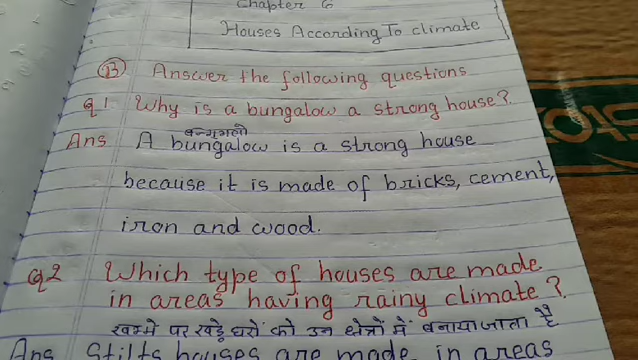 Chapter 6
Houses According To climate
B Answer the following questions
Q1 Why is a bungalow a strong house?
बन्गलो
Ans A bungalow is a strong house
because it is made of bricks, cement,
iron and wood.
Q2 Which type of houses are made
in areas having rainy climate?
खम्भे पर खड़े घरों को उन क्षेत्रों में बनाया जाता है
Ans Stilts houses are made in areas